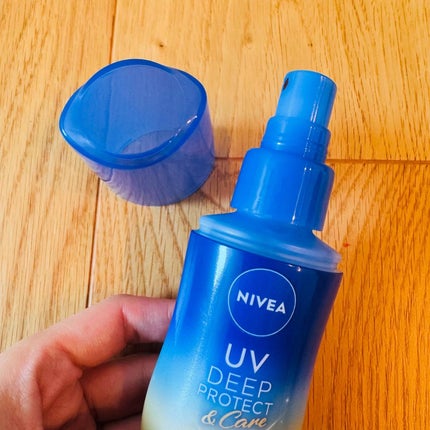 NIVEA
UV
DEEP
PROTECT
& Care